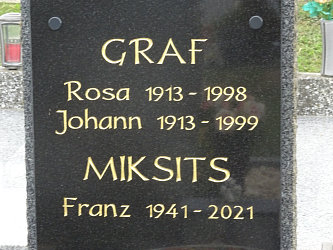 GRAF
Rosa 1913 - 1998
Johann 1913 - 1999
MIKSITS
Franz 1941 - 2021